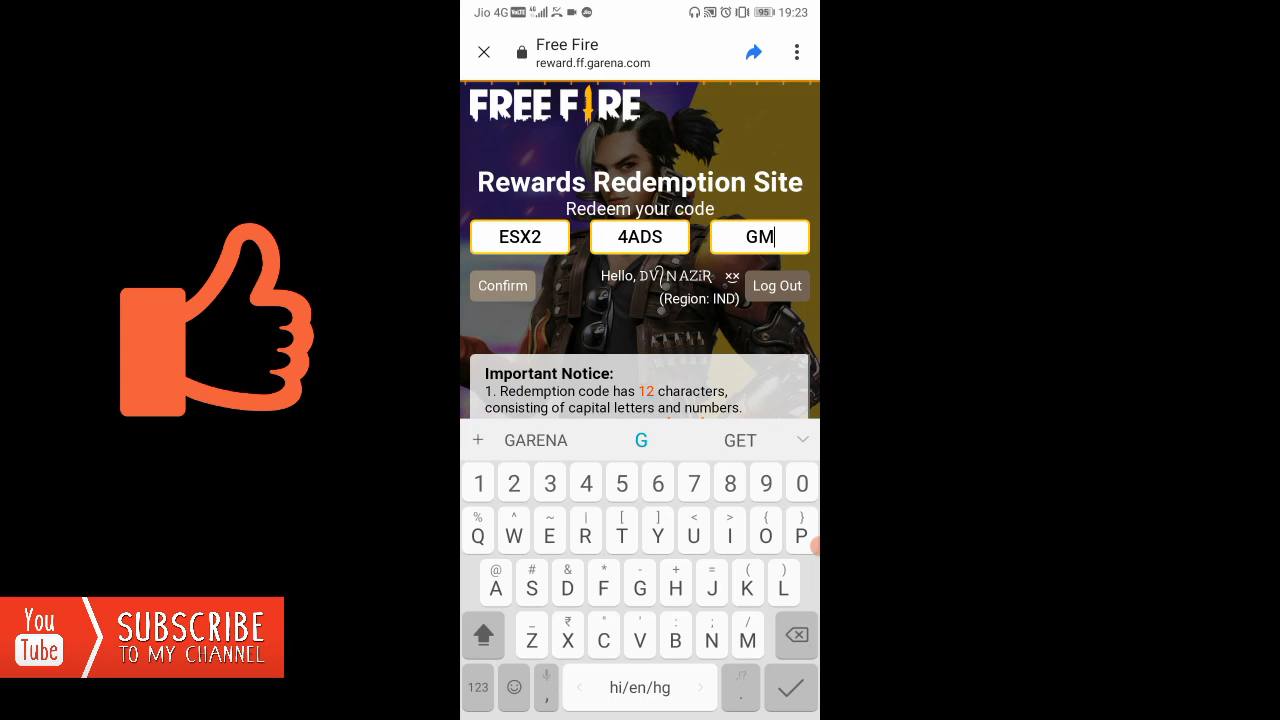 Jio 4G VoLTE 4G 95 19:23
Free Fire
reward.ff.garena.com
FREE FIRE
Rewards Redemption Site
Redeem your code
ESX2 4ADS GM
Confirm Hello, (Region: IND) Log Out
Important Notice:
1. Redemption code has 12 characters,
consisting of capital letters and numbers.
+ GARENA G GET
1 2 3 4 5 6 7 8 9 0
% ^ ~ | [ ] < > { }
Q W E R T Y U I O P
@ # & * - + = ( )
A S D F G H J K L
_ ₹ " ' : ; /
Z X C V B N M
123 , hi/en/hg ,!? .
You
Tube
SUBSCRIBE
TO MY CHANNEL